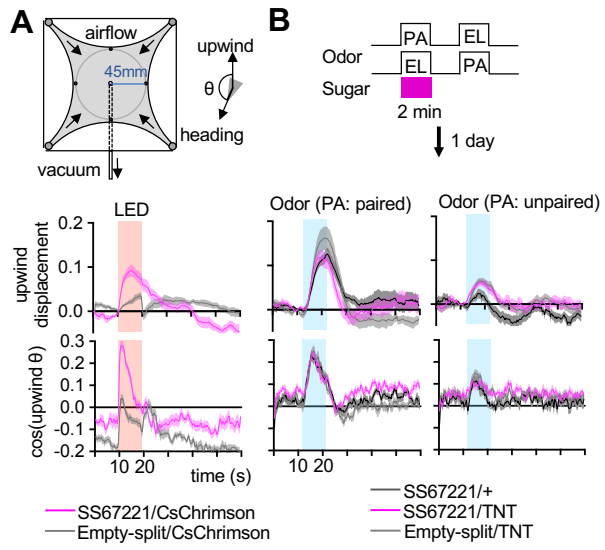 A
airflow
45mm
upwind
θ
heading
vacuum
B
Odor
PA
EL
EL
PA
Sugar
2 min
1 day
LED
Odor (PA: paired)
Odor (PA: unpaired)
upwind
displacement
0.2
0.1
0.0
cos(upwind θ)
0.3
0.2
0.1
0.0
-0.1
-0.2
10 20
time (s)
10 20
SS67221/CsChrimson
Empty-split/CsChrimson
SS67221/+
SS67221/TNT
Empty-split/TNT